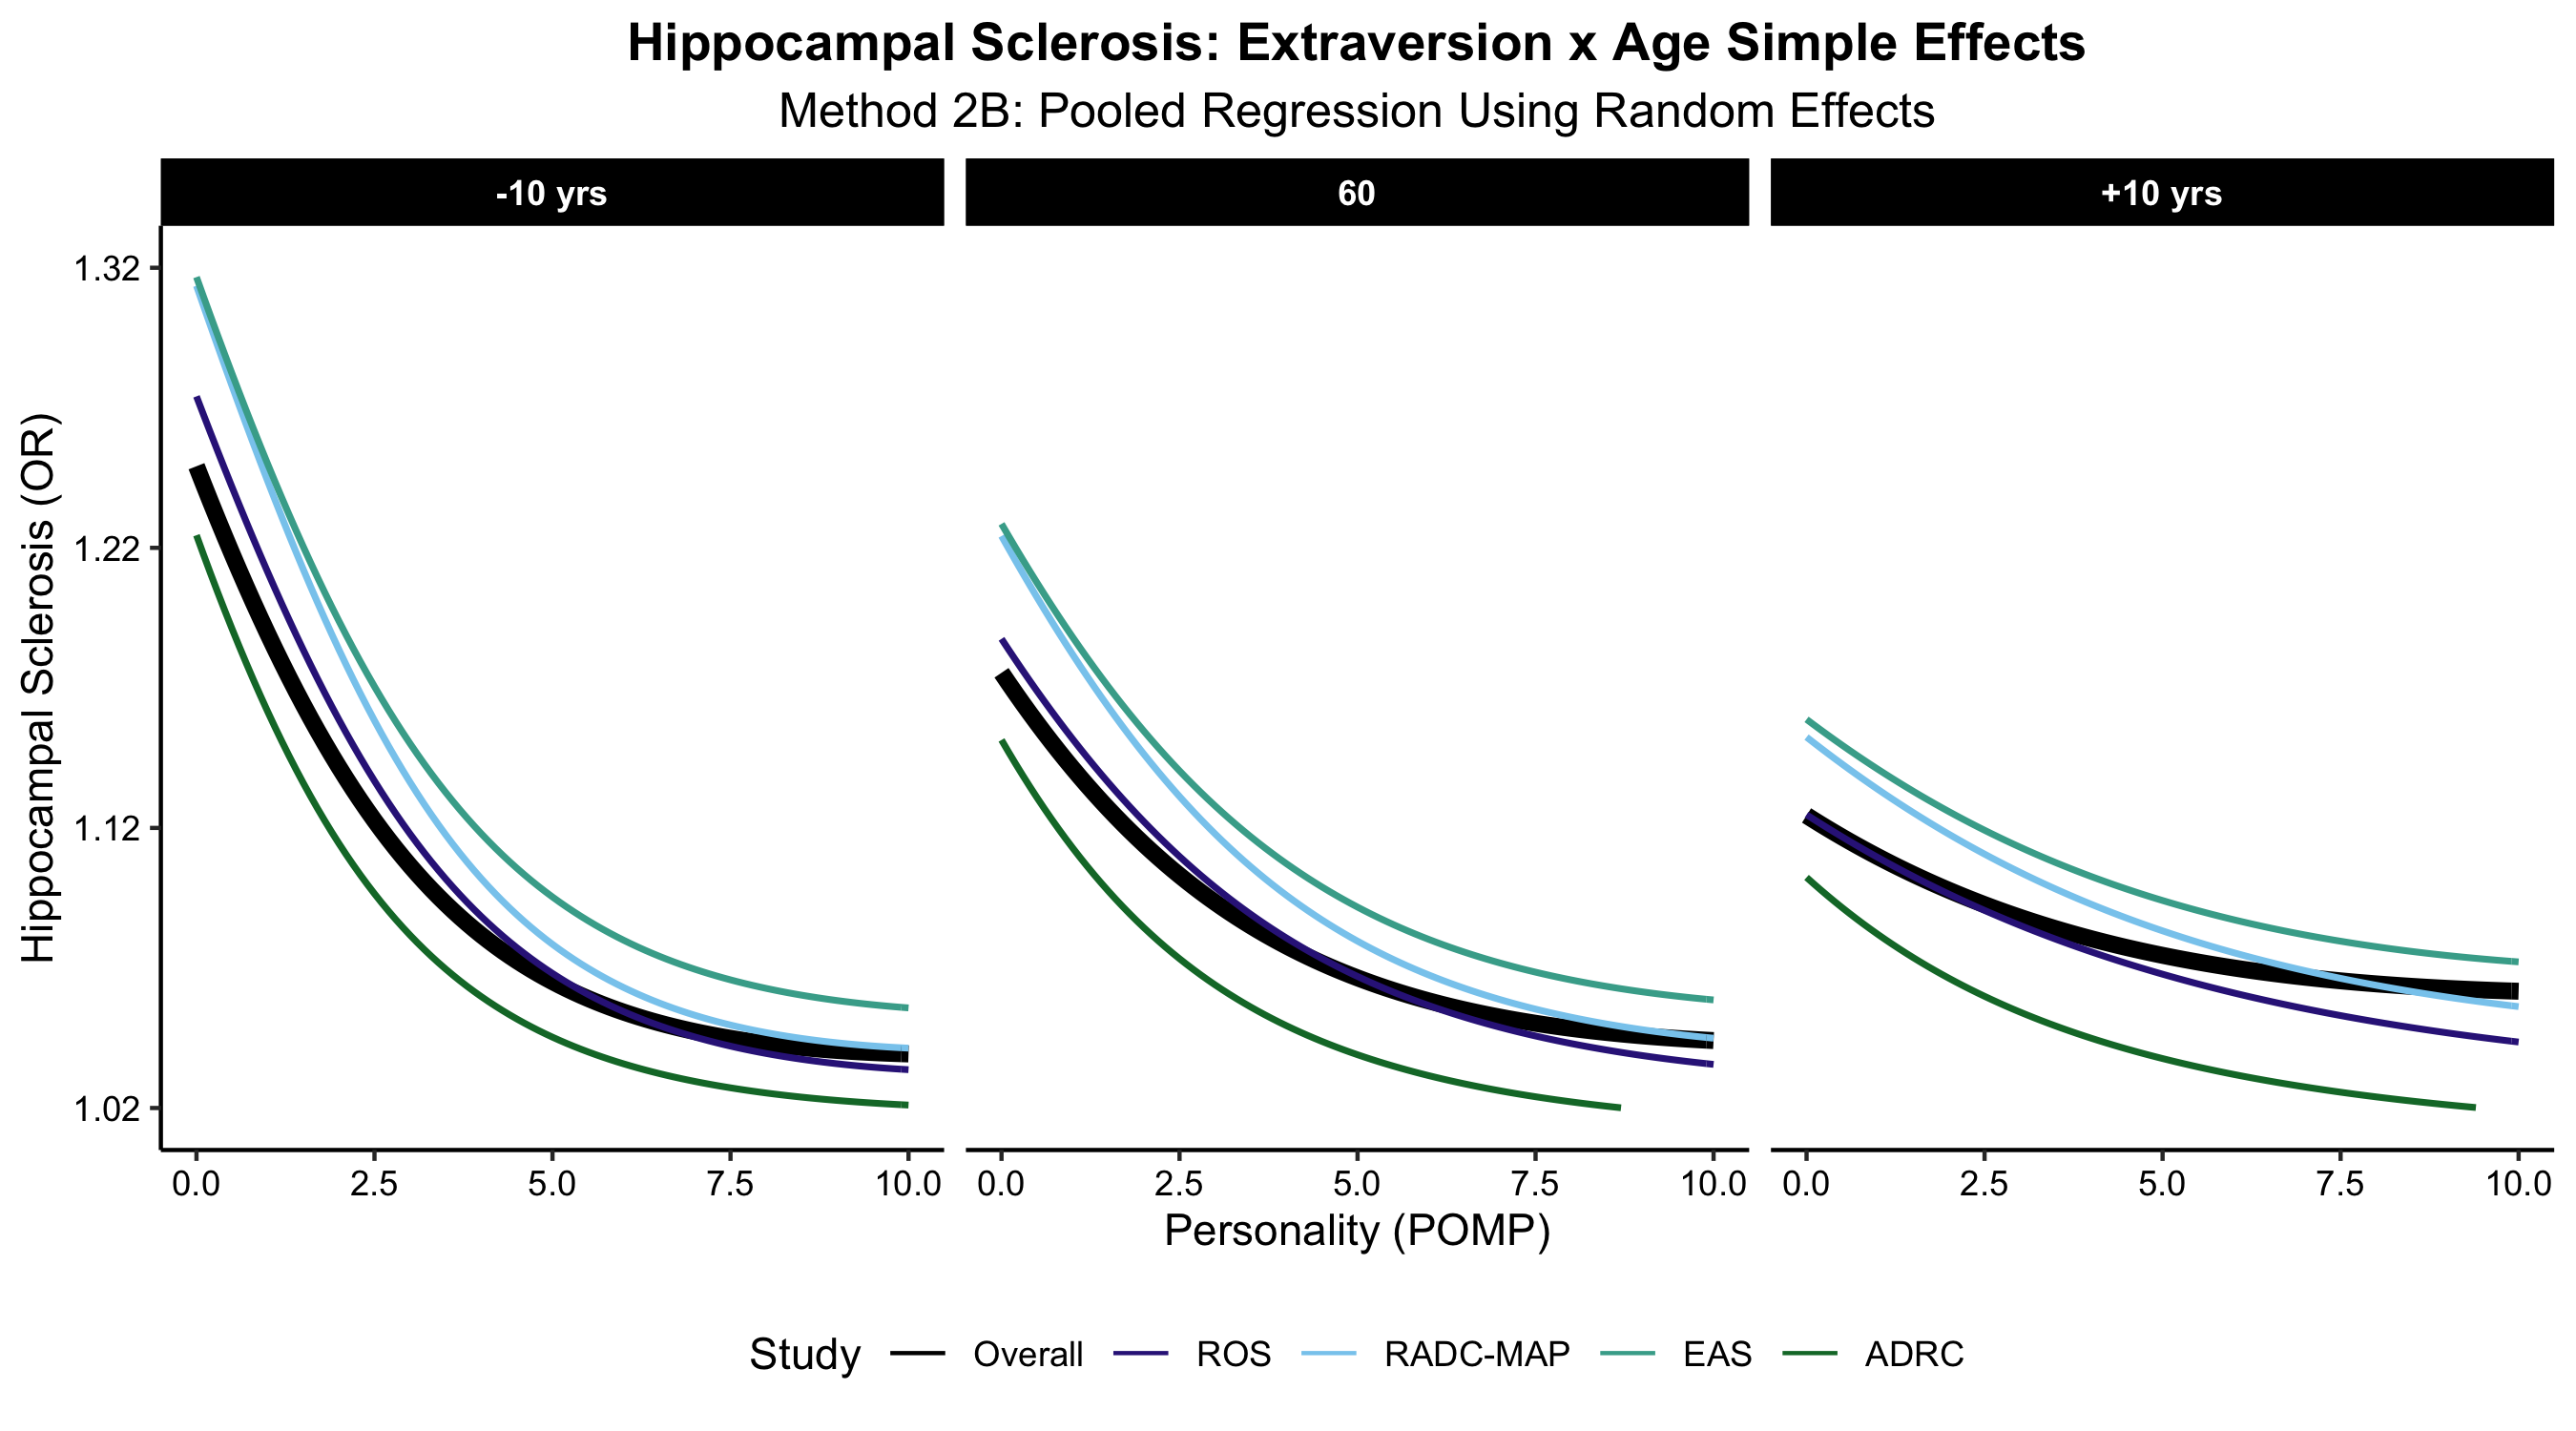 Hippocampal Sclerosis: Extraversion x Age Simple Effects
Method 2B: Pooled Regression Using Random Effects
-10 yrs
60
+10 yrs
Hippocampal Sclerosis (OR)
1.32
1.22
1.12
1.02
0.0 2.5 5.0 7.5 10.0
0.0 2.5 5.0 7.5 10.0
0.0 2.5 5.0 7.5 10.0
Personality (POMP)
Study Overall ROS RADC-MAP EAS ADRC